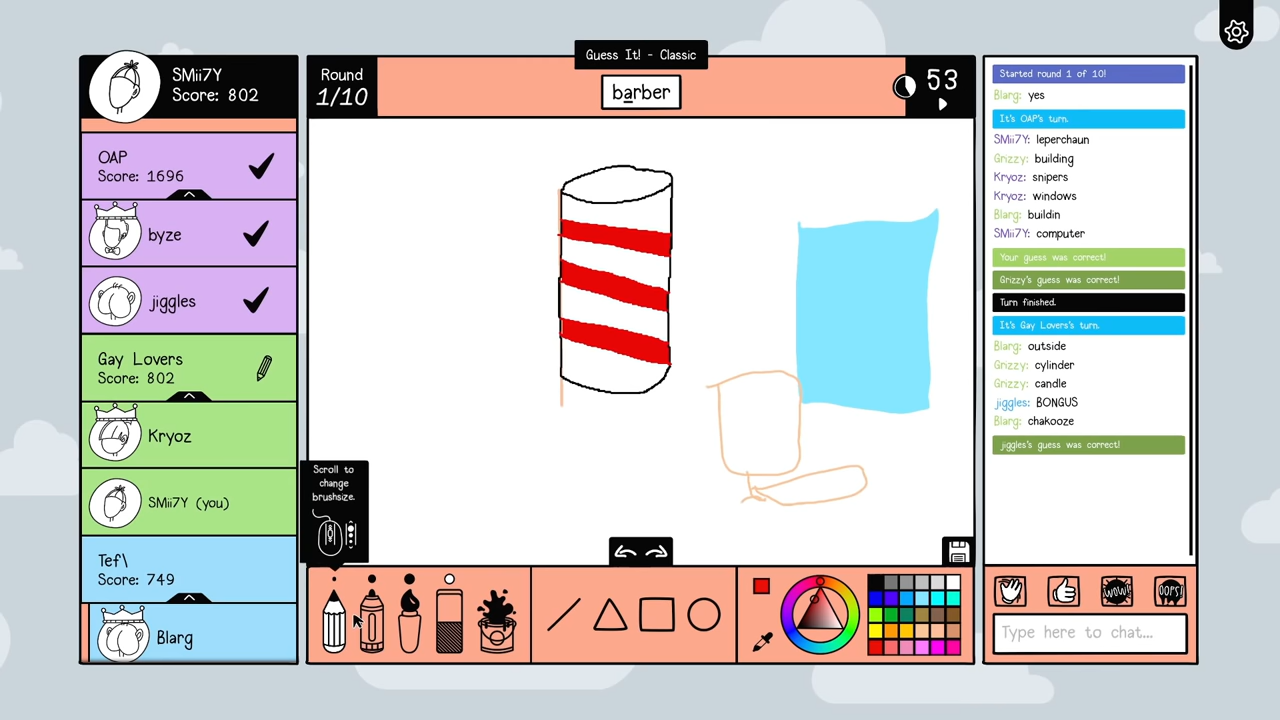 Guess It! - Classic
SMii7Y
Score: 802
Round
1/10
barber
53
OAP
Score: 1696
byze
jiggles
Gay Lovers
Score: 802
Kryoz
SMii7Y (you)
Tef\
Score: 749
Blarg
Scroll to
change
brushsize.
Started round 1 of 10!
Blarg: yes
It's OAP's turn.
SMii7Y: leperchaun
Grizzy: building
Kryoz: snipers
Kryoz: windows
Blarg: buildin
SMii7Y: computer
Your guess was correct!
Grizzy's guess was correct!
Turn finished.
It's Gay Lovers's turn.
Blarg: outside
Grizzy: cylinder
Grizzy: candle
jiggles: BONGUS
Blarg: chakooze
jiggles's guess was correct!
WOW!
OOPS!
Type here to chat...